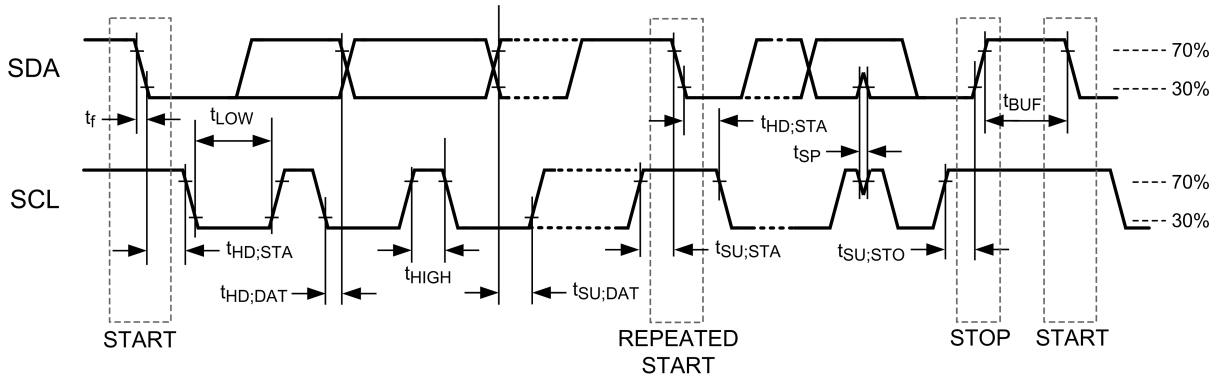 SDA
70%
30%
tf
tLOW
tHD;STA
tBUF
tSP
SCL
70%
30%
tHD;STA
tHIGH
tSU;STA
tSU;STO
tHD;DAT
tSU;DAT
START
REPEATED
START
STOP
START